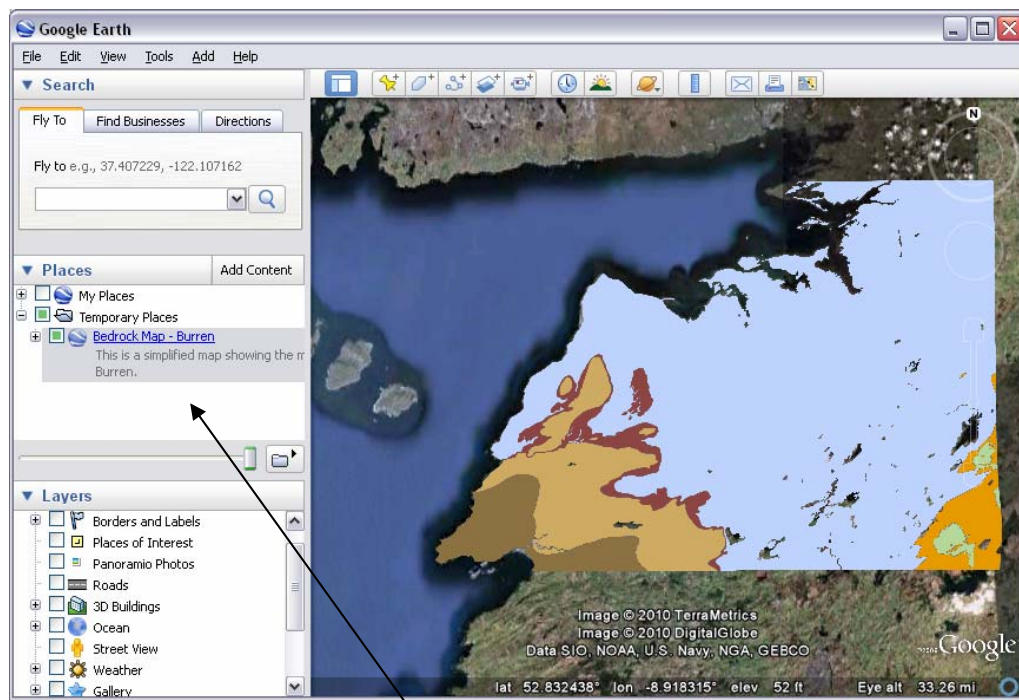 Google Earth
File Edit View Tools Add Help
Search
Fly To Find Businesses Directions
Fly to e.g., 37.407229, -122.107162
Places Add Content
My Places
Temporary Places
Bedrock Map - Burren
This is a simplified map showing the m
Burren.
Layers
Borders and Labels
Places of Interest
Panoramio Photos
Roads
3D Buildings
Ocean
Street View
Weather
Gallery
N
Image © 2010 TerraMetrics
Image © 2010 DigitalGlobe
Data SIO, NOAA, U.S. Navy, NGA, GEBCO
Google
lat 52.832438° lon -8.918315° elev 52 ft Eye alt 33.26 mi